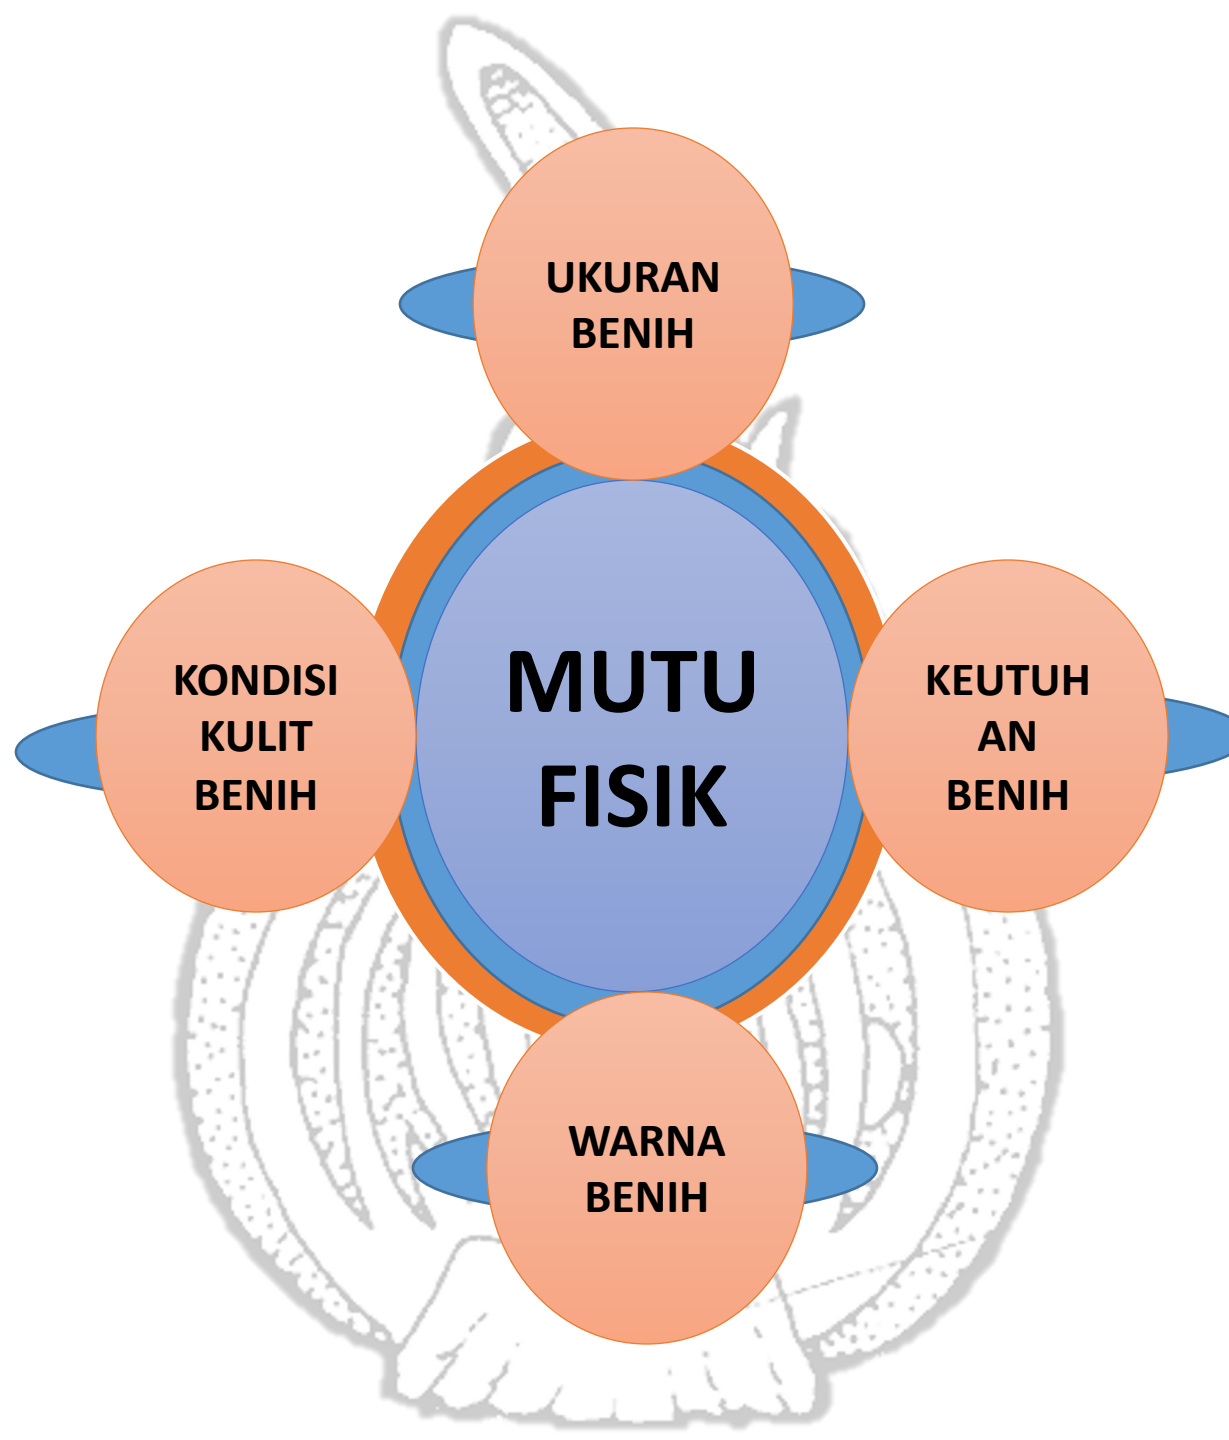 UKURAN
BENIH
KONDISI
KULIT
BENIH
MUTU
FISIK
KEUTUH
AN
BENIH
WARNA
BENIH